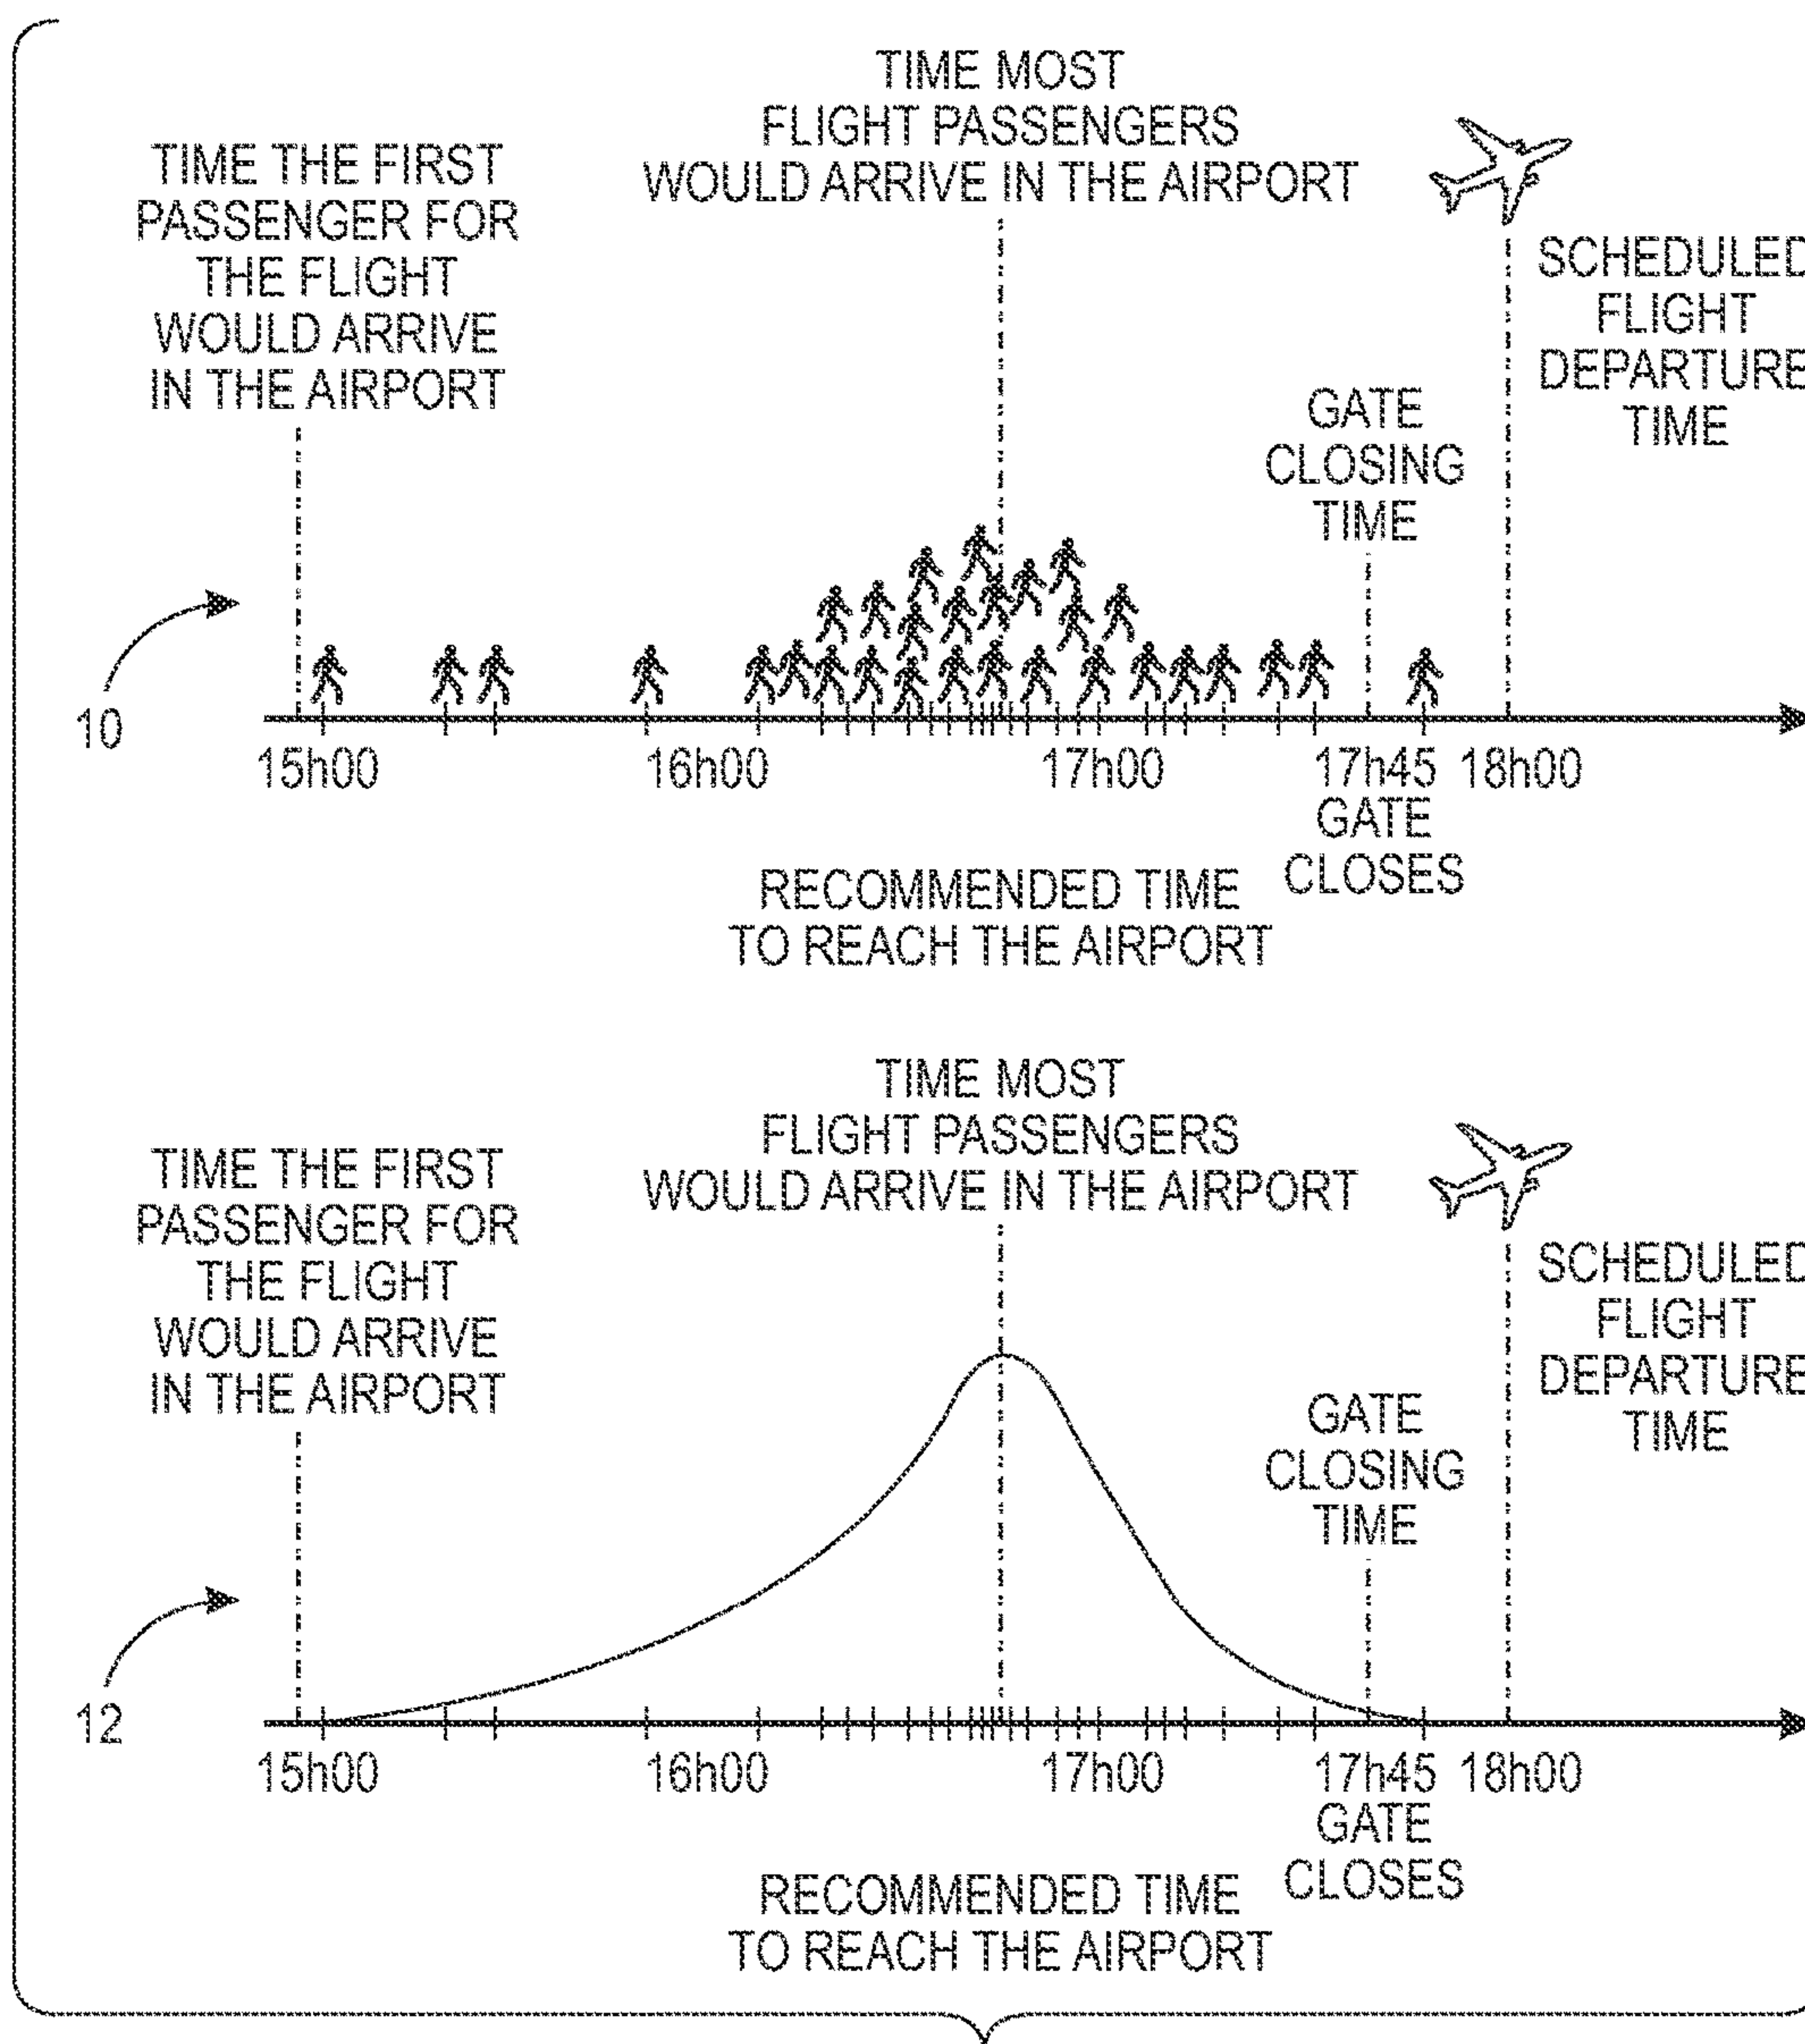 TIME MOST
FLIGHT PASSENGERS
WOULD ARRIVE IN THE AIRPORT
TIME THE FIRST
PASSENGER FOR
THE FLIGHT
WOULD ARRIVE
IN THE AIRPORT
SCHEDULED
FLIGHT
DEPARTURE
TIME
GATE
CLOSING
TIME
10
15h00 16h00 17h00 17h45 18h00
GATE
CLOSES
RECOMMENDED TIME
TO REACH THE AIRPORT
TIME MOST
FLIGHT PASSENGERS
WOULD ARRIVE IN THE AIRPORT
TIME THE FIRST
PASSENGER FOR
THE FLIGHT
WOULD ARRIVE
IN THE AIRPORT
SCHEDULED
FLIGHT
DEPARTURE
TIME
GATE
CLOSING
TIME
12
15h00 16h00 17h00 17h45 18h00
GATE
CLOSES
RECOMMENDED TIME
TO REACH THE AIRPORT